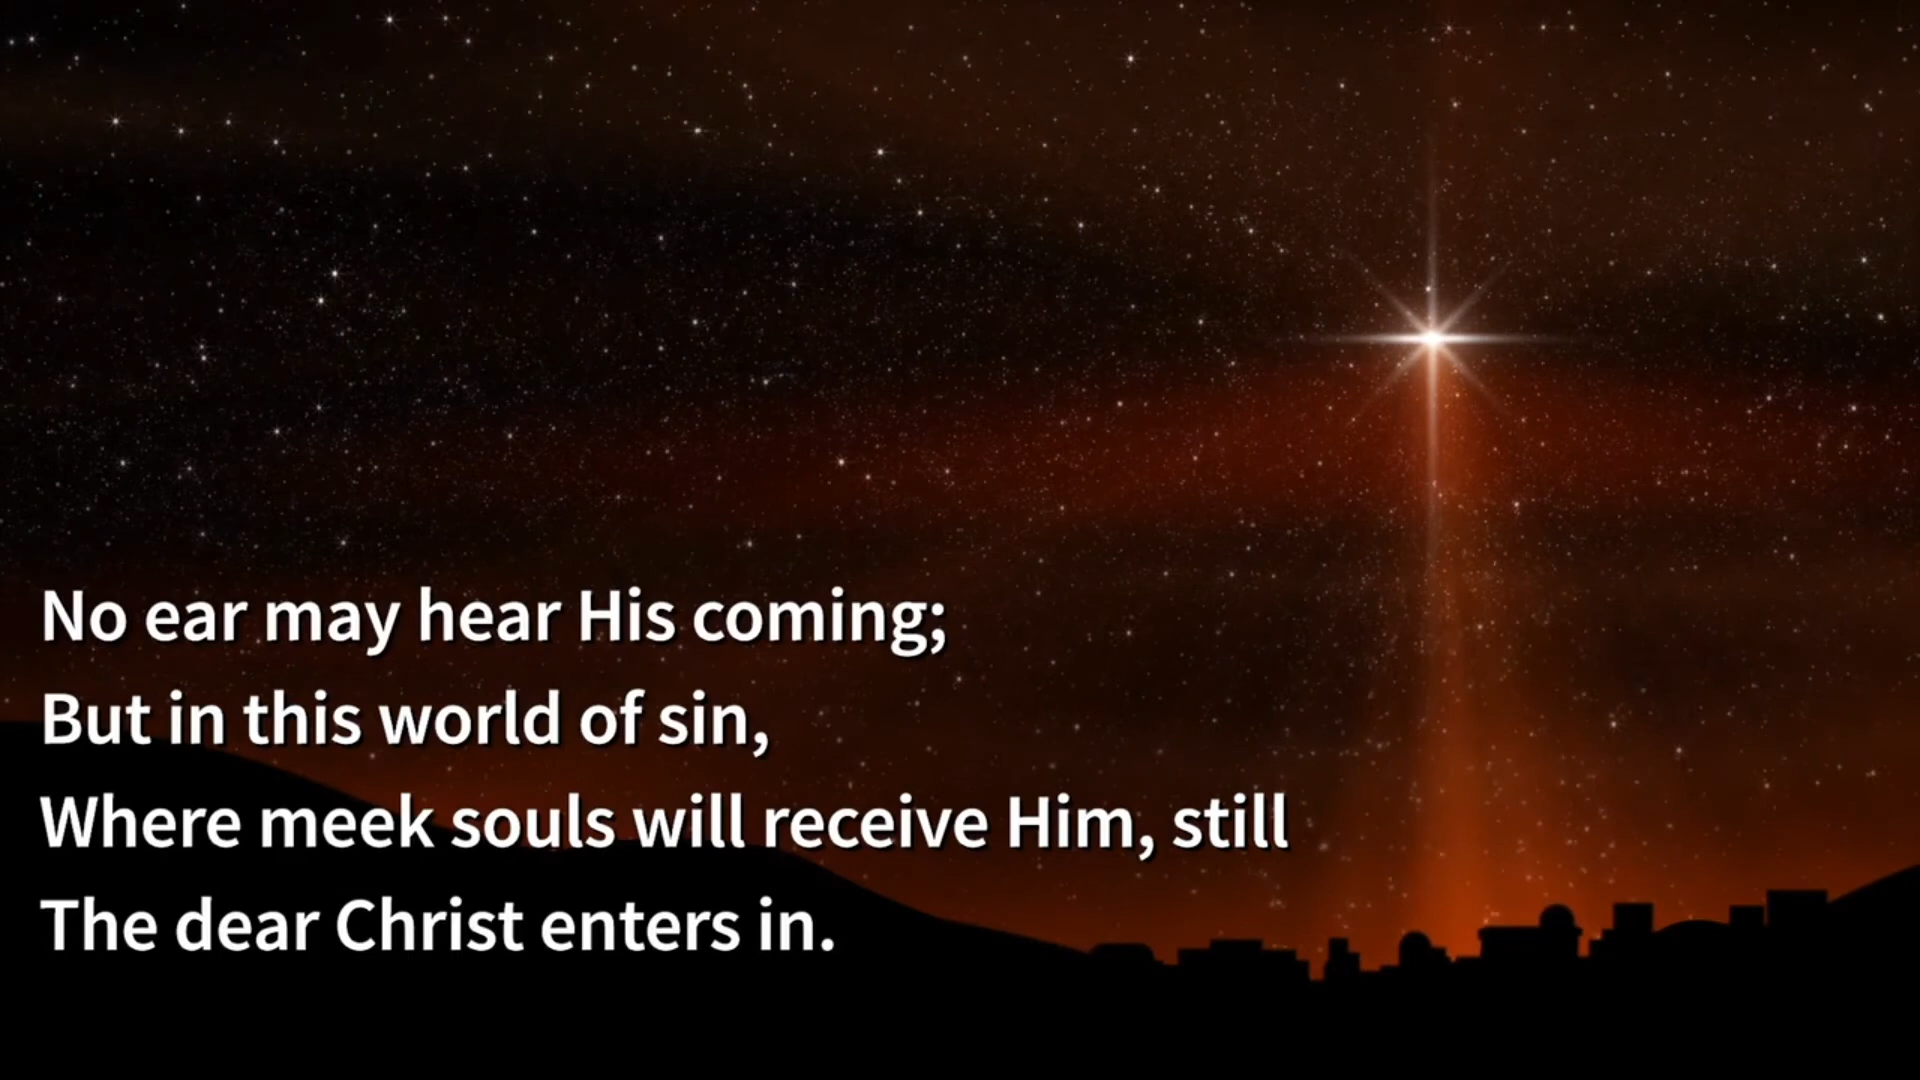 No ear may hear His coming;
But in this world of sin,
Where meek souls will receive Him, still
The dear Christ enters in.